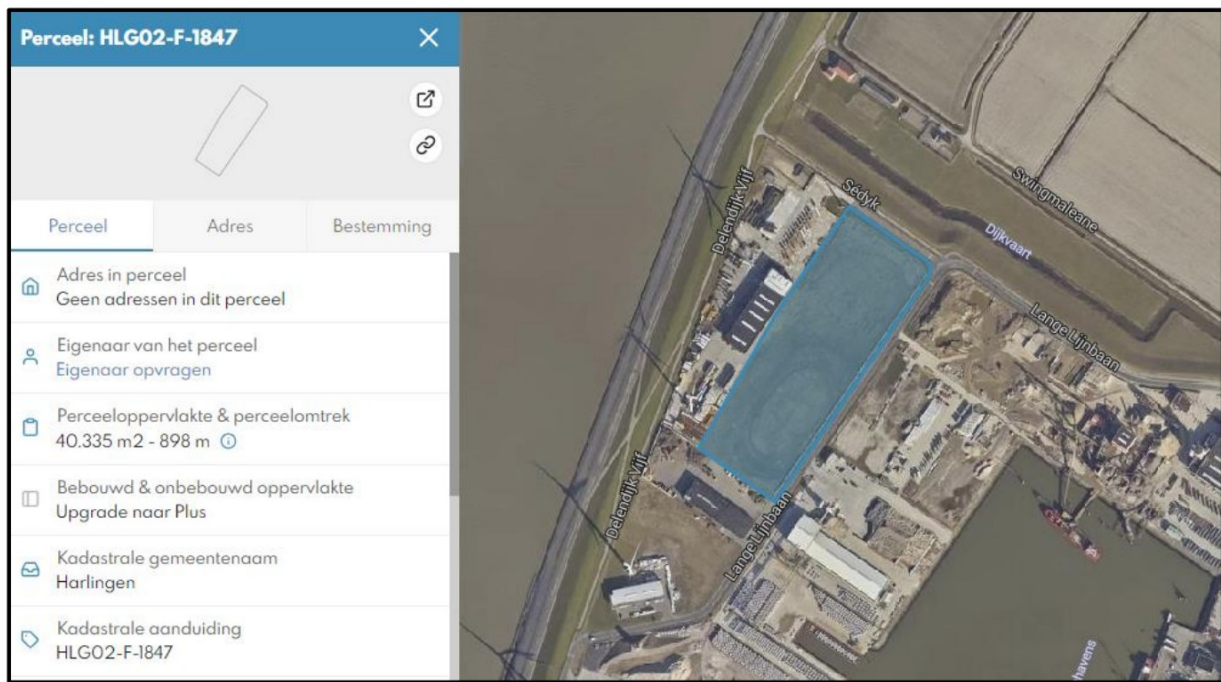 Perceel: HLG02-F-1847
Perceel
Adres
Bestemming
Adres in perceel
Geen adressen in dit perceel
Eigenaar van het perceel
Eigenaar opvragen
Perceeloppervlakte & perceelomtrek
40.335 m2 - 898 m
Bebouwd & onbebouwd oppervlakte
Upgrade naar Plus
Kadastrale gemeentenaam
Harlingen
Kadastrale aanduiding
HLG02-F-1847
Delendijk Vijf
Sédyk
Swingmaleane
Dijkvaart
Lange Lijnbaan
Delendijk Vijf
Lange Lijnbaan
havens